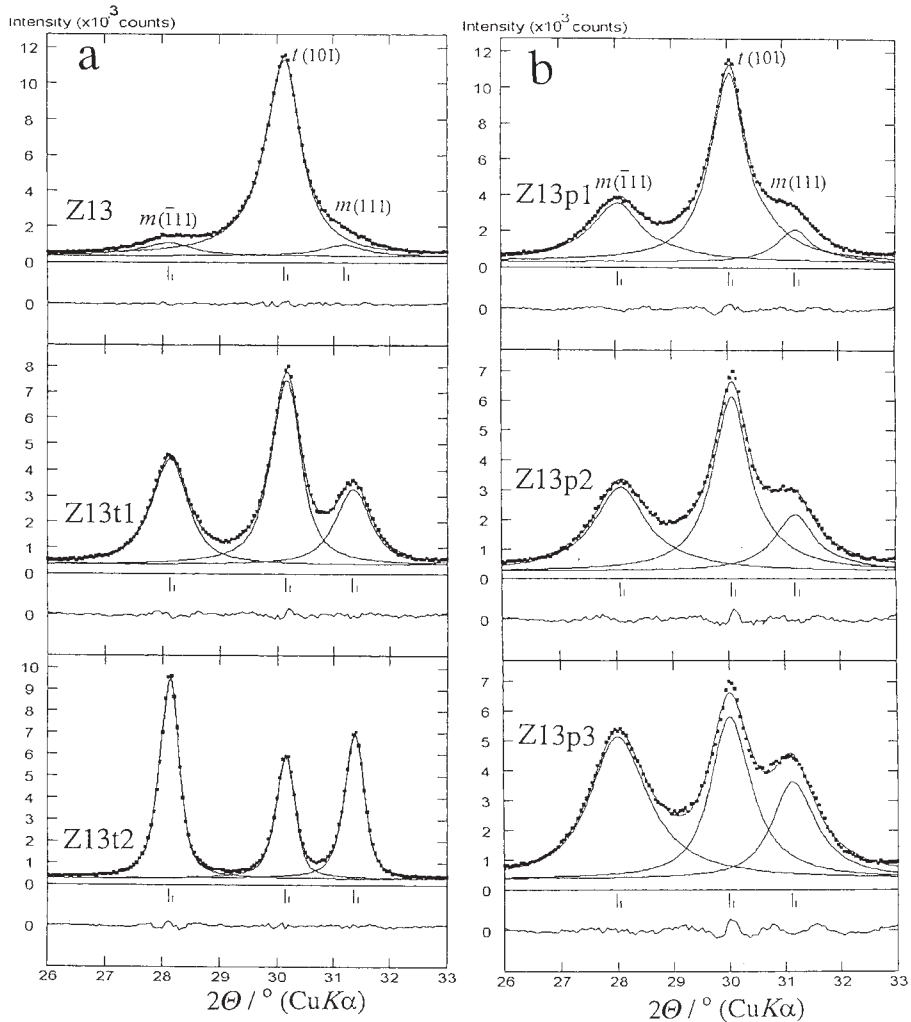 Intensity (x10³ counts)
a
12
10
8
6
4
2
0
t(101)
Z13
m(1̅11)
m(111)
0
8
7
6
5
4
3
2
1
0
Z13t1
0
10
9
8
7
6
5
4
3
2
1
0
Z13t2
0
26 27 28 29 30 31 32 33
2Θ / ° (CuKα)
Intensity (x10³ counts)
b
12
10
8
6
4
2
0
t(101)
Z13p1
m(1̅11)
m(111)
0
7
6
5
4
3
2
1
0
Z13p2
0
7
6
5
4
3
2
1
0
Z13p3
0
26 27 28 29 30 31 32 33
2Θ / ° (CuKα)